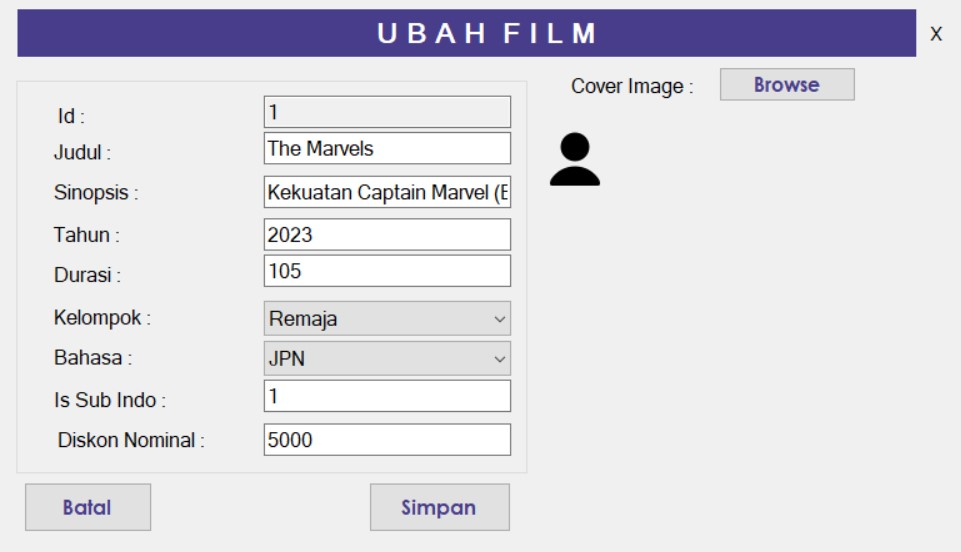 UBAH FILM
X
Cover Image :
Browse
Id :
1
Judul :
The Marvels
Sinopsis :
Kekuatan Captain Marvel (
Tahun :
2023
Durasi :
105
Kelompok :
Remaja
Bahasa :
JPN
Is Sub Indo :
1
Diskon Nominal :
5000
Batal
Simpan